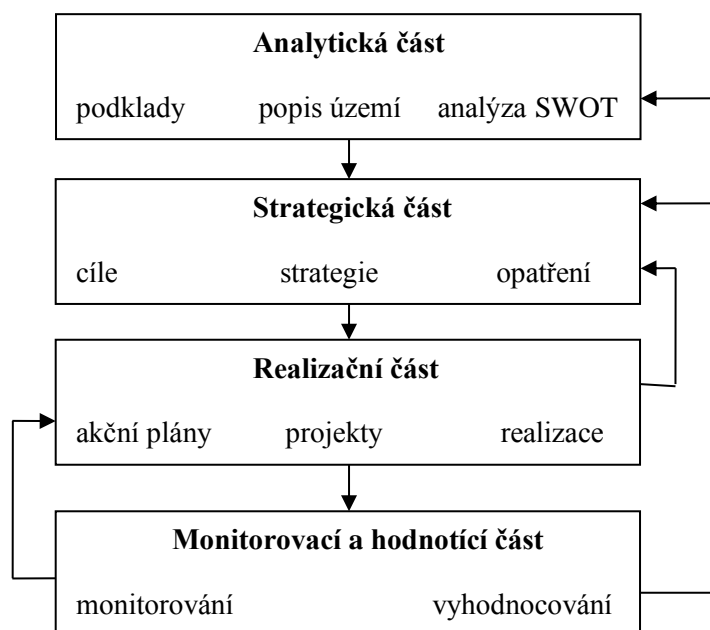 Analytická část
podklady popis území analýza SWOT
Strategická část
cíle strategie opatření
Realizační část
akční plány projekty realizace
Monitorovací a hodnotící část
monitorování vyhodnocování